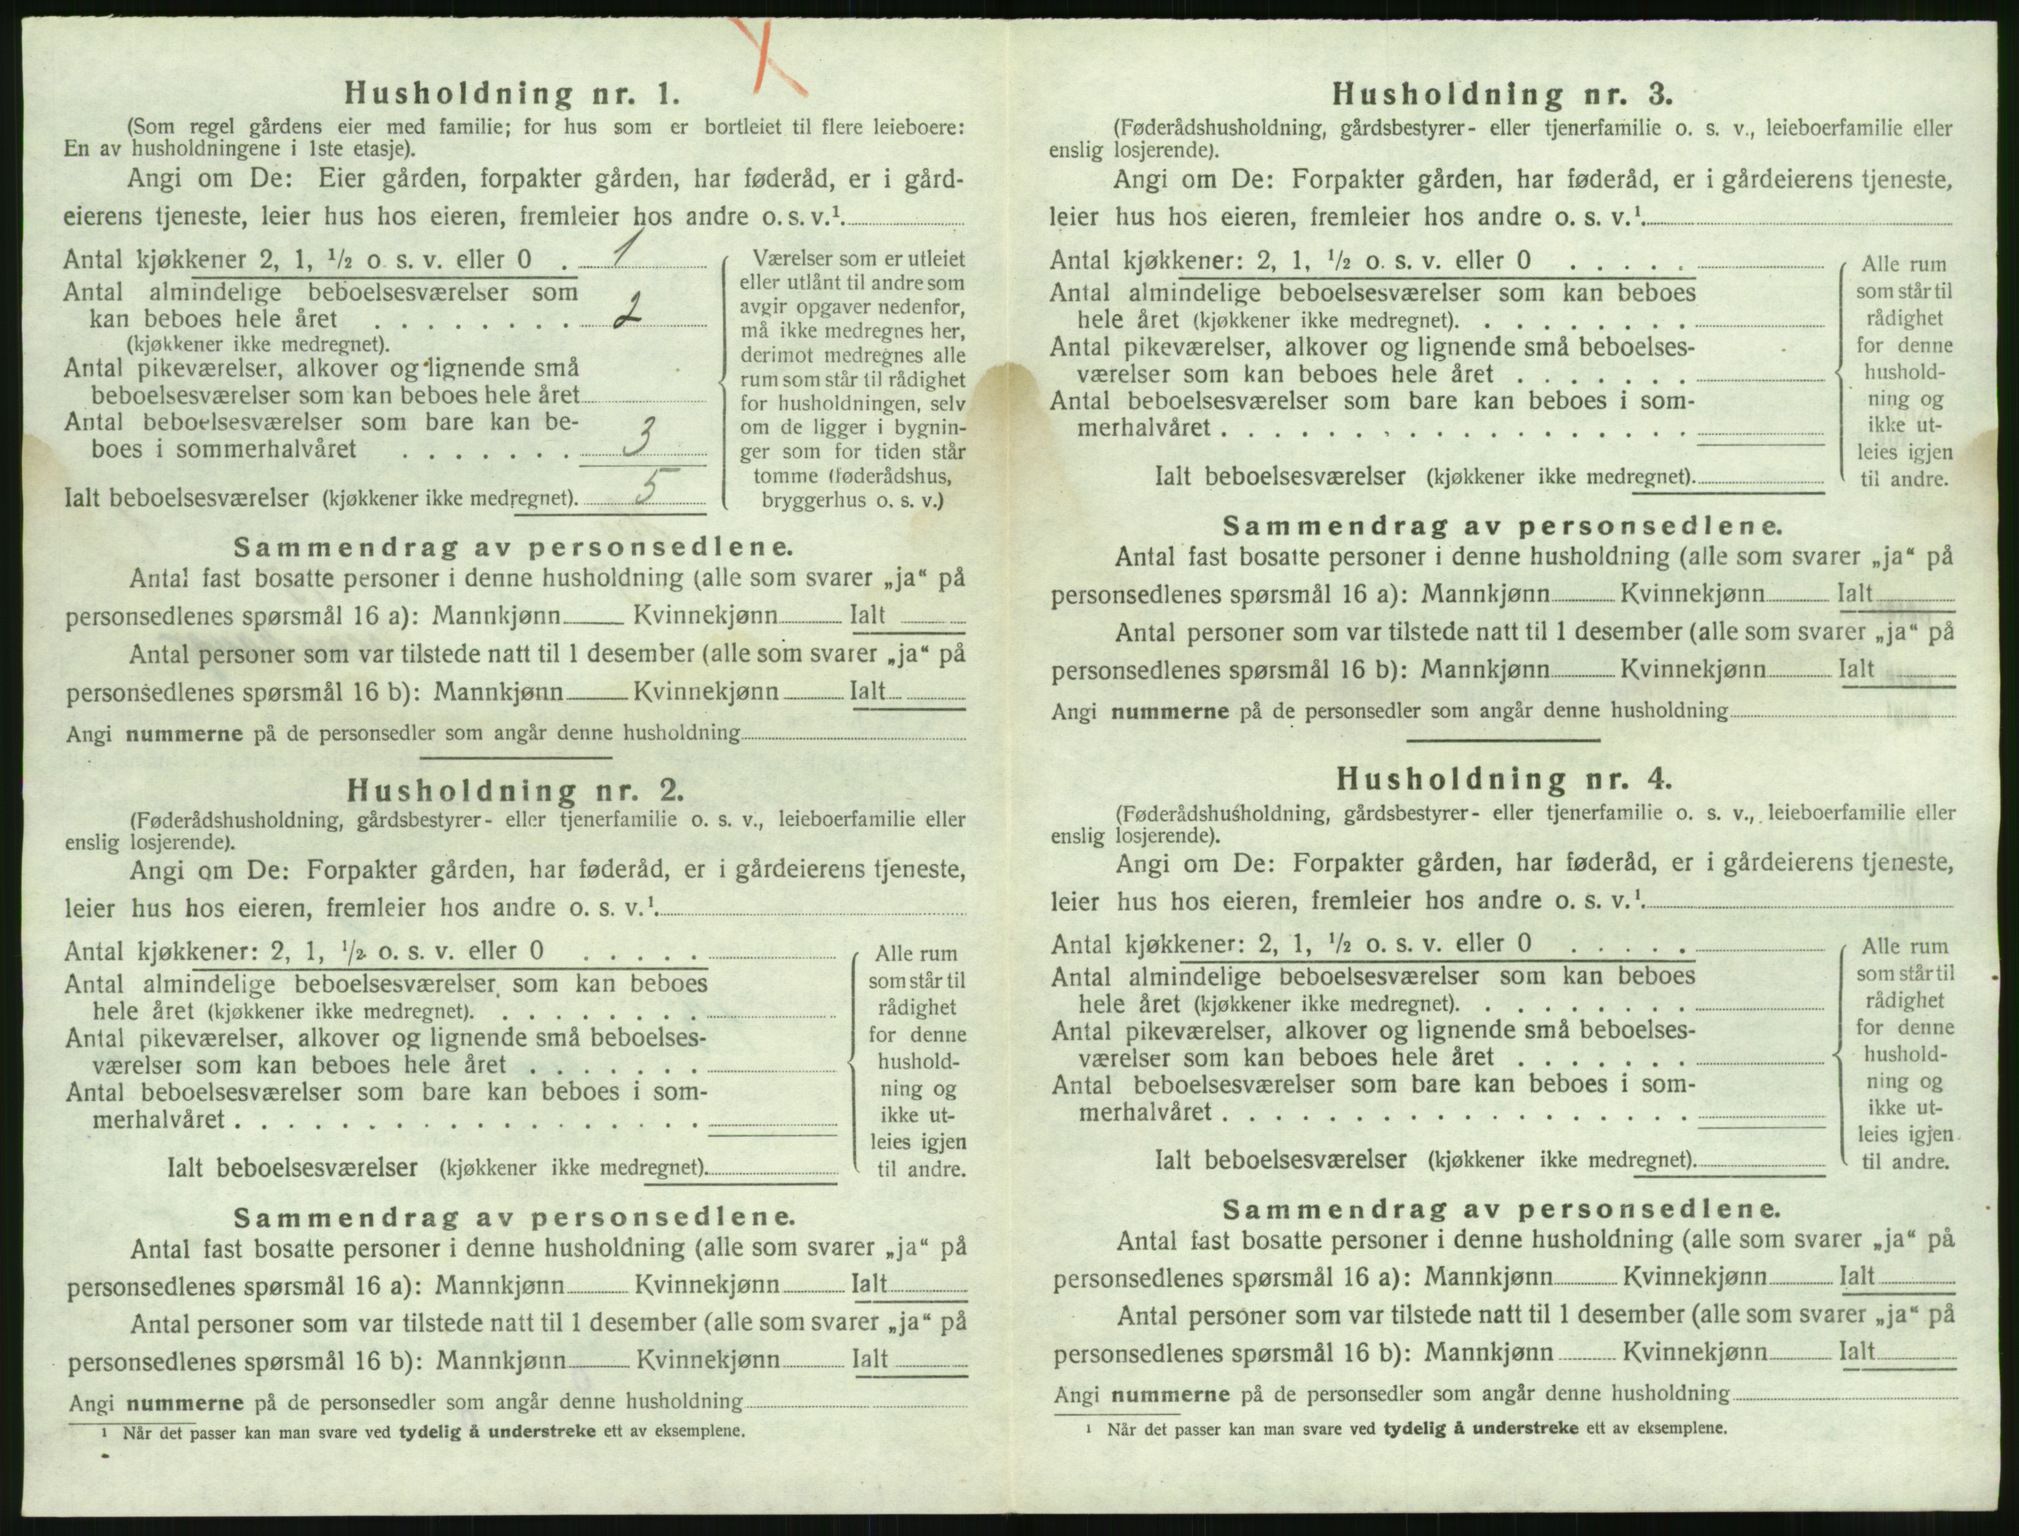 Husholdning nr. 1.
(Som regel gårdens eier med familie; for hus som er bortleiet til flere leieboere:
En av husholdningene i 1ste etasje).
Angi om De: Eier gården, forpakter gården, har føderåd, er i gård-
eierens tjeneste, leier hus hos eieren, fremleier hos andre o. s. v.¹.
Antal kjøkkener 2, 1, ½ o. s. v. eller 0 . 1
Antal almindelige beboelsesværelser som
kan beboes hele året . . . . . . . . 2
(kjøkkener ikke medregnet).
Antal pikeværelser, alkover og lignende små
beboelsesværelser som kan beboes hele året
Antal beboelsesværelser som bare kan be-
boes i sommerhalvåret . . . . . . . 3
Ialt beboelsesværelser (kjøkkener ikke medregnet). 5
Værelser som er utleiet
eller utlånt til andre som
avgir opgaver nedenfor,
må ikke medregnes her,
derimot medregnes alle
rum som står til rådighet
for husholdningen, selv
om de ligger i bygnin-
ger som for tiden står
tomme (føderådshus,
bryggerhus o. s. v.)
Sammendrag av personsedlene.
Antal fast bosatte personer i denne husholdning (alle som svarer „ja“ på
personsedlenes spørsmål 16 a): Mannkjønn Kvinnekjønn Ialt
Antal personer som var tilstede natt til 1 desember (alle som svarer „ja“ på
personsedlenes spørsmål 16 b): Mannkjønn Kvinnekjønn Ialt
Angi nummerne på de personsedler som angår denne husholdning
Husholdning nr. 2.
(Føderådshusholdning, gårdsbestyrer- eller tjenerfamilie o. s. v., leieboerfamilie eller
enslig losjerende).
Angi om De: Forpakter gården, har føderåd, er i gårdeierens tjeneste,
leier hus hos eieren, fremleier hos andre o. s. v.¹.
Antal kjøkkener: 2, 1, ½ o. s. v. eller 0 . . . . .
Antal almindelige beboelsesværelser som kan beboes
hele året (kjøkkener ikke medregnet). . . . . . . . .
Antal pikeværelser, alkover og lignende små beboelses-
værelser som kan beboes hele året . . . . . . .
Antal beboelsesværelser som bare kan beboes i som-
merhalvåret . . . . . . . . . . . . . . . . . .
Ialt beboelsesværelser (kjøkkener ikke medregnet).
Alle rum
som står til
rådighet
for denne
hushold-
ning og
ikke ut-
leies igjen
til andre.
Sammendrag av personsedlene.
Antal fast bosatte personer i denne husholdning (alle som svarer „ja“ på
personsedlenes spørsmål 16 a): Mannkjønn Kvinnekjønn Ialt
Antal personer som var tilstede natt til 1 desember (alle som svarer „ja“ på
personsedlenes spørsmål 16 b): Mannkjønn Kvinnekjønn Ialt
Angi nummerne på de personsedler som angår denne husholdning
¹ Når det passer kan man svare ved tydelig å understreke ett av eksemplene.
Husholdning nr. 3.
(Føderådshusholdning, gårdsbestyrer- eller tjenerfamilie o. s. v., leieboerfamilie eller
enslig losjerende).
Angi om De: Forpakter gården, har føderåd, er i gårdeierens tjeneste,
leier hus hos eieren, fremleier hos andre o. s. v.¹.
Antal kjøkkener: 2, 1, ½ o. s. v. eller 0 . . . . .
Antal almindelige beboelsesværelser som kan beboes
hele året (kjøkkener ikke medregnet). . . . . . . . .
Antal pikeværelser, alkover og lignende små beboelses-
værelser som kan beboes hele året . . . . . . .
Antal beboelsesværelser som bare kan beboes i som-
merhalvåret . . . . . . . . . . . . . . . . . .
Ialt beboelsesværelser (kjøkkener ikke medregnet).
Alle rum
som står til
rådighet
for denne
hushold-
ning og
ikke ut-
leies igjen
til andre.
Sammendrag av personsedlene.
Antal fast bosatte personer i denne husholdning (alle som svarer „ja“ på
personsedlenes spørsmål 16 a): Mannkjønn Kvinnekjønn Ialt
Antal personer som var tilstede natt til 1 desember (alle som svarer „ja“ på
personsedlenes spørsmål 16 b): Mannkjønn Kvinnekjønn Ialt
Angi nummerne på de personsedler som angår denne husholdning
Husholdning nr. 4.
(Føderådshusholdning, gårdsbestyrer- eller tjenerfamilie o. s. v., leieboerfamilie eller
enslig losjerende).
Angi om De: Forpakter gården, har føderåd, er i gårdeierens tjeneste,
leier hus hos eieren, fremleier hos andre o. s. v.¹.
Antal kjøkkener: 2, 1, ½ o. s. v. eller 0 . . . . .
Antal almindelige beboelsesværelser som kan beboes
hele året (kjøkkener ikke medregnet). . . . . . . . .
Antal pikeværelser, alkover og lignende små beboelses-
værelser som kan beboes hele året . . . . . . .
Antal beboelsesværelser som bare kan beboes i som-
merhalvåret . . . . . . . . . . . . . . . . . .
Ialt beboelsesværelser (kjøkkener ikke medregnet).
Alle rum
som står til
rådighet
for denne
hushold-
ning og
ikke ut-
leies igjen
til andre.
Sammendrag av personsedlene.
Antal fast bosatte personer i denne husholdning (alle som svarer „ja“ på
personsedlenes spørsmål 16 a): Mannkjønn Kvinnekjønn Ialt
Antal personer som var tilstede natt til 1 desember (alle som svarer „ja“ på
personsedlenes spørsmål 16 b): Mannkjønn Kvinnekjønn Ialt
Angi nummerne på de personsedler som angår denne husholdning
¹ Når det passer kan man svare ved tydelig å understreke ett av eksemplene.